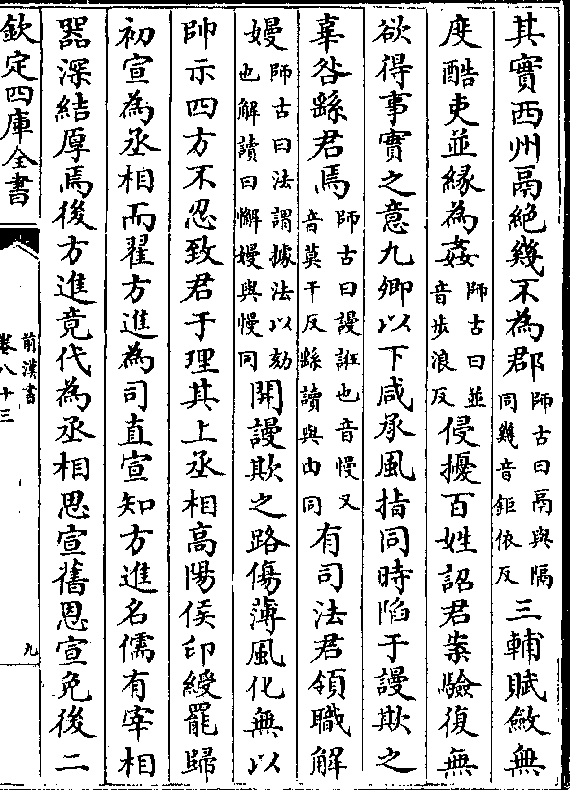 其實西州鬲絶幾不為郡師古曰鬲與隔同幾音鉅依反三輔賦斂無
度酷吏並緣為姦師古曰並音步浪反侵擾百姓詔君案驗復無
欲得事實之意九卿以下咸承風指同時陷于謾欺之
辜咎繇君焉師古曰謾誑也音慢又音莫干反繇讀與由同有司法君領職解
嫚師古曰法謂據法以劾也解讀曰懈嫚與慢同開謾欺之路傷薄風化無以
帥示四方不忍致君于理其上丞相高陽侯印綬罷歸
初宣為丞相而翟方進為司直宣知方進名儒有宰相
器深結厚焉後方進竟代為丞相思宣舊恩宣免後二
欽定四庫全書
前漢書
卷八十三
九